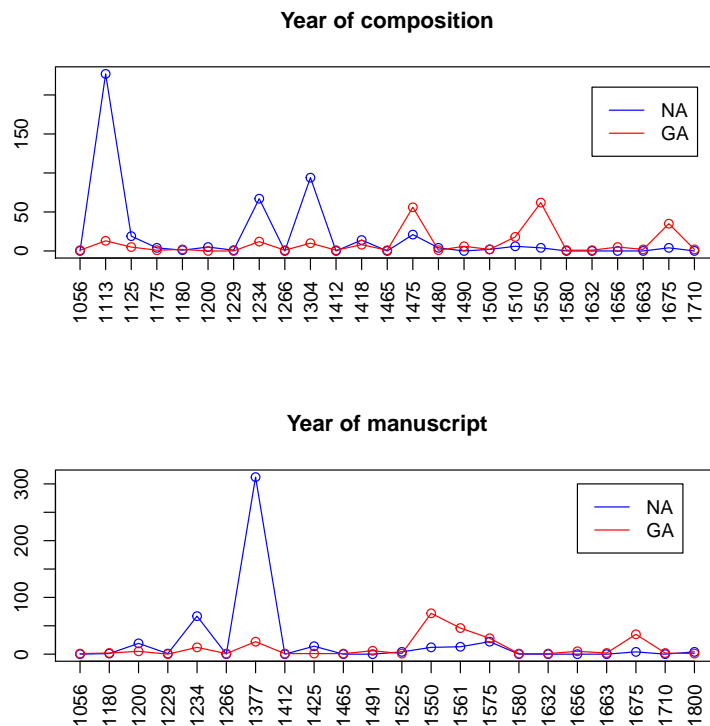 Year of composition
NA
GA
0
50
150
1056 1113 1125 1175 1180 1200 1229 1234 1266 1304 1412 1418 1465 1475 1480 1490 1500 1510 1550 1580 1632 1656 1663 1675 1710
Year of manuscript
NA
GA
0
100
200
300
1056 1180 1200 1229 1234 1266 1377 1412 1425 1465 1491 1525 1550 1561 1575 1580 1632 1656 1663 1675 1710 1800